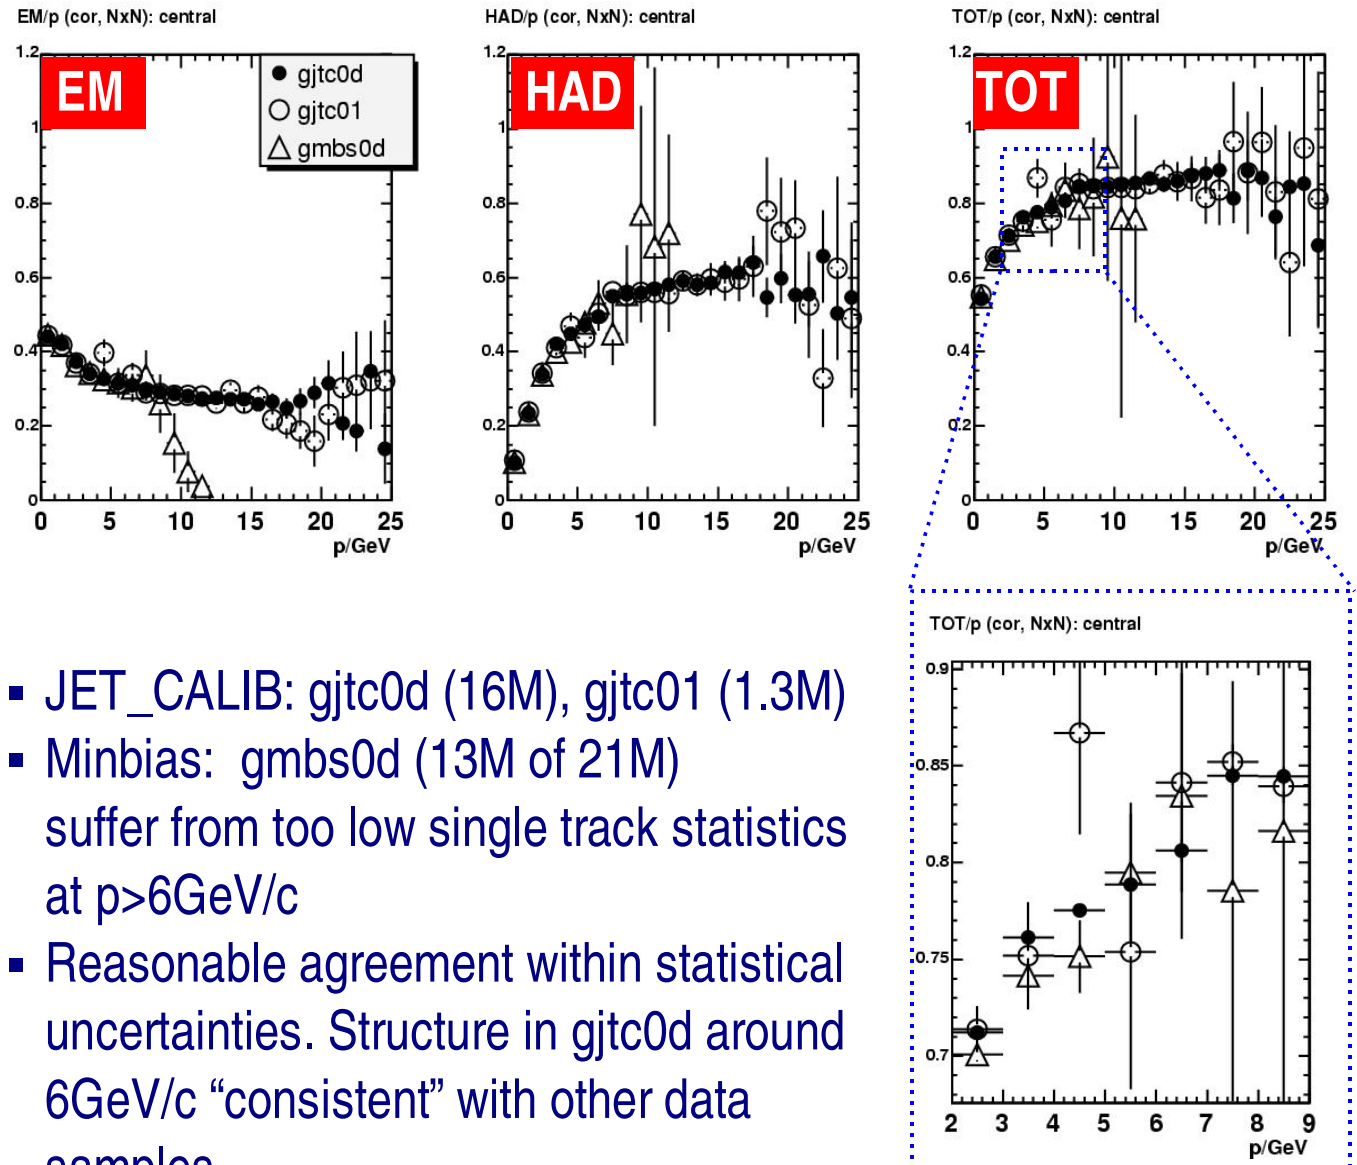 EM/p (cor, NxN): central
HAD/p (cor, NxN): central
TOT/p (cor, NxN): central
EM
gjtc0d
gjtc01
gmbs0d
HAD
TOT
1.2
1
0.8
0.6
0.4
0.2
0
0 5 10 15 20 25
p/GeV
1.2
1
0.8
0.6
0.4
0.2
0
0 5 10 15 20 25
p/GeV
1.2
1
0.8
0.6
0.4
0.2
0
0 5 10 15 20 25
p/GeV
JET_CALIB: gjtc0d (16M), gjtc01 (1.3M)
Minbias: gmbs0d (13M of 21M)
suffer from too low single track statistics
at p>6GeV/c
Reasonable agreement within statistical
uncertainties. Structure in gjtc0d around
6GeV/c “consistent” with other data
samples
TOT/p (cor, NxN): central
0.9
0.85
0.8
0.75
0.7
2 3 4 5 6 7 8 9
p/GeV